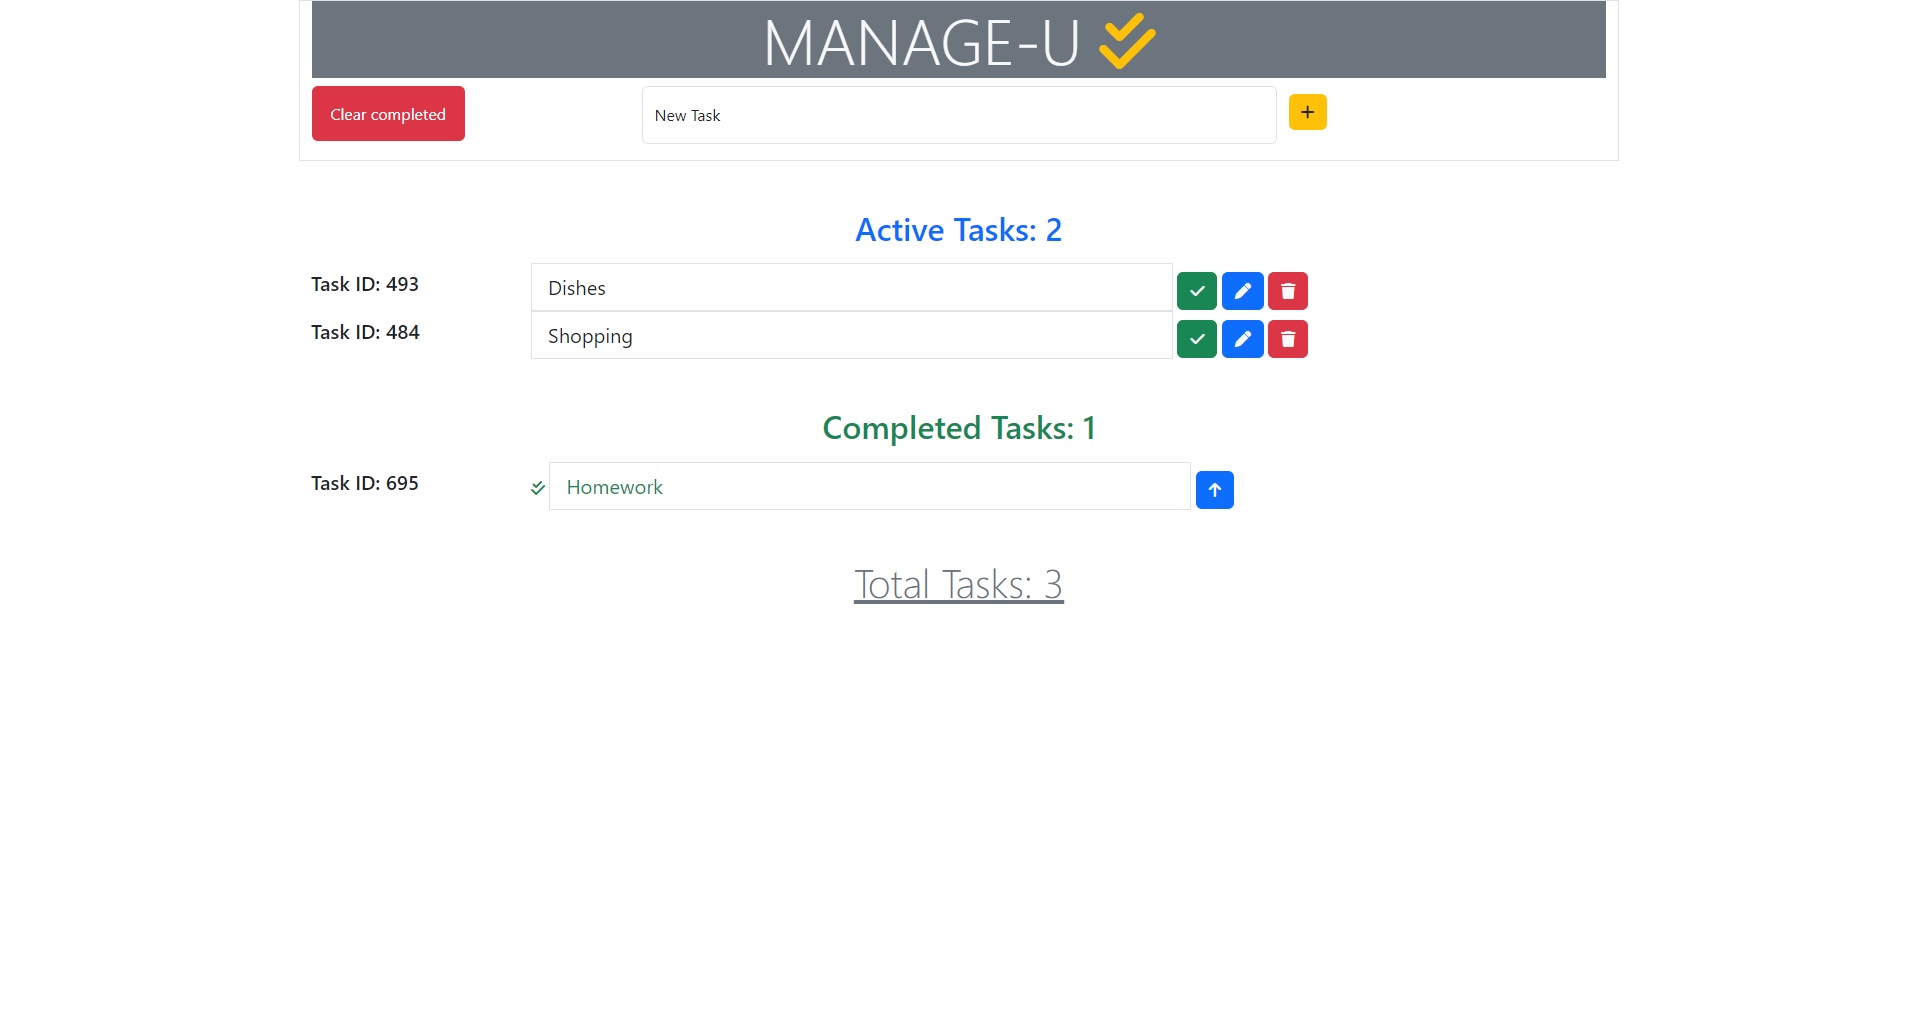 MANAGE-U
Clear completed
New Task
Active Tasks: 2
Task ID: 493 Dishes
Task ID: 484 Shopping
Completed Tasks: 1
Task ID: 695 Homework
Total Tasks: 3